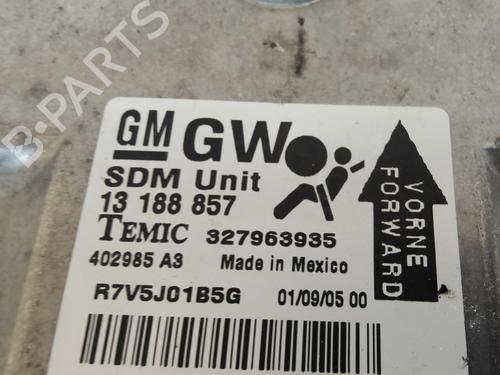 B-PARTS
GM GW
SDM Unit
13 188 857
TEMIC 327963935
402985 A3 Made in Mexico
R7V5J01B5G 01/09/05 00
VORNE
FORWARD